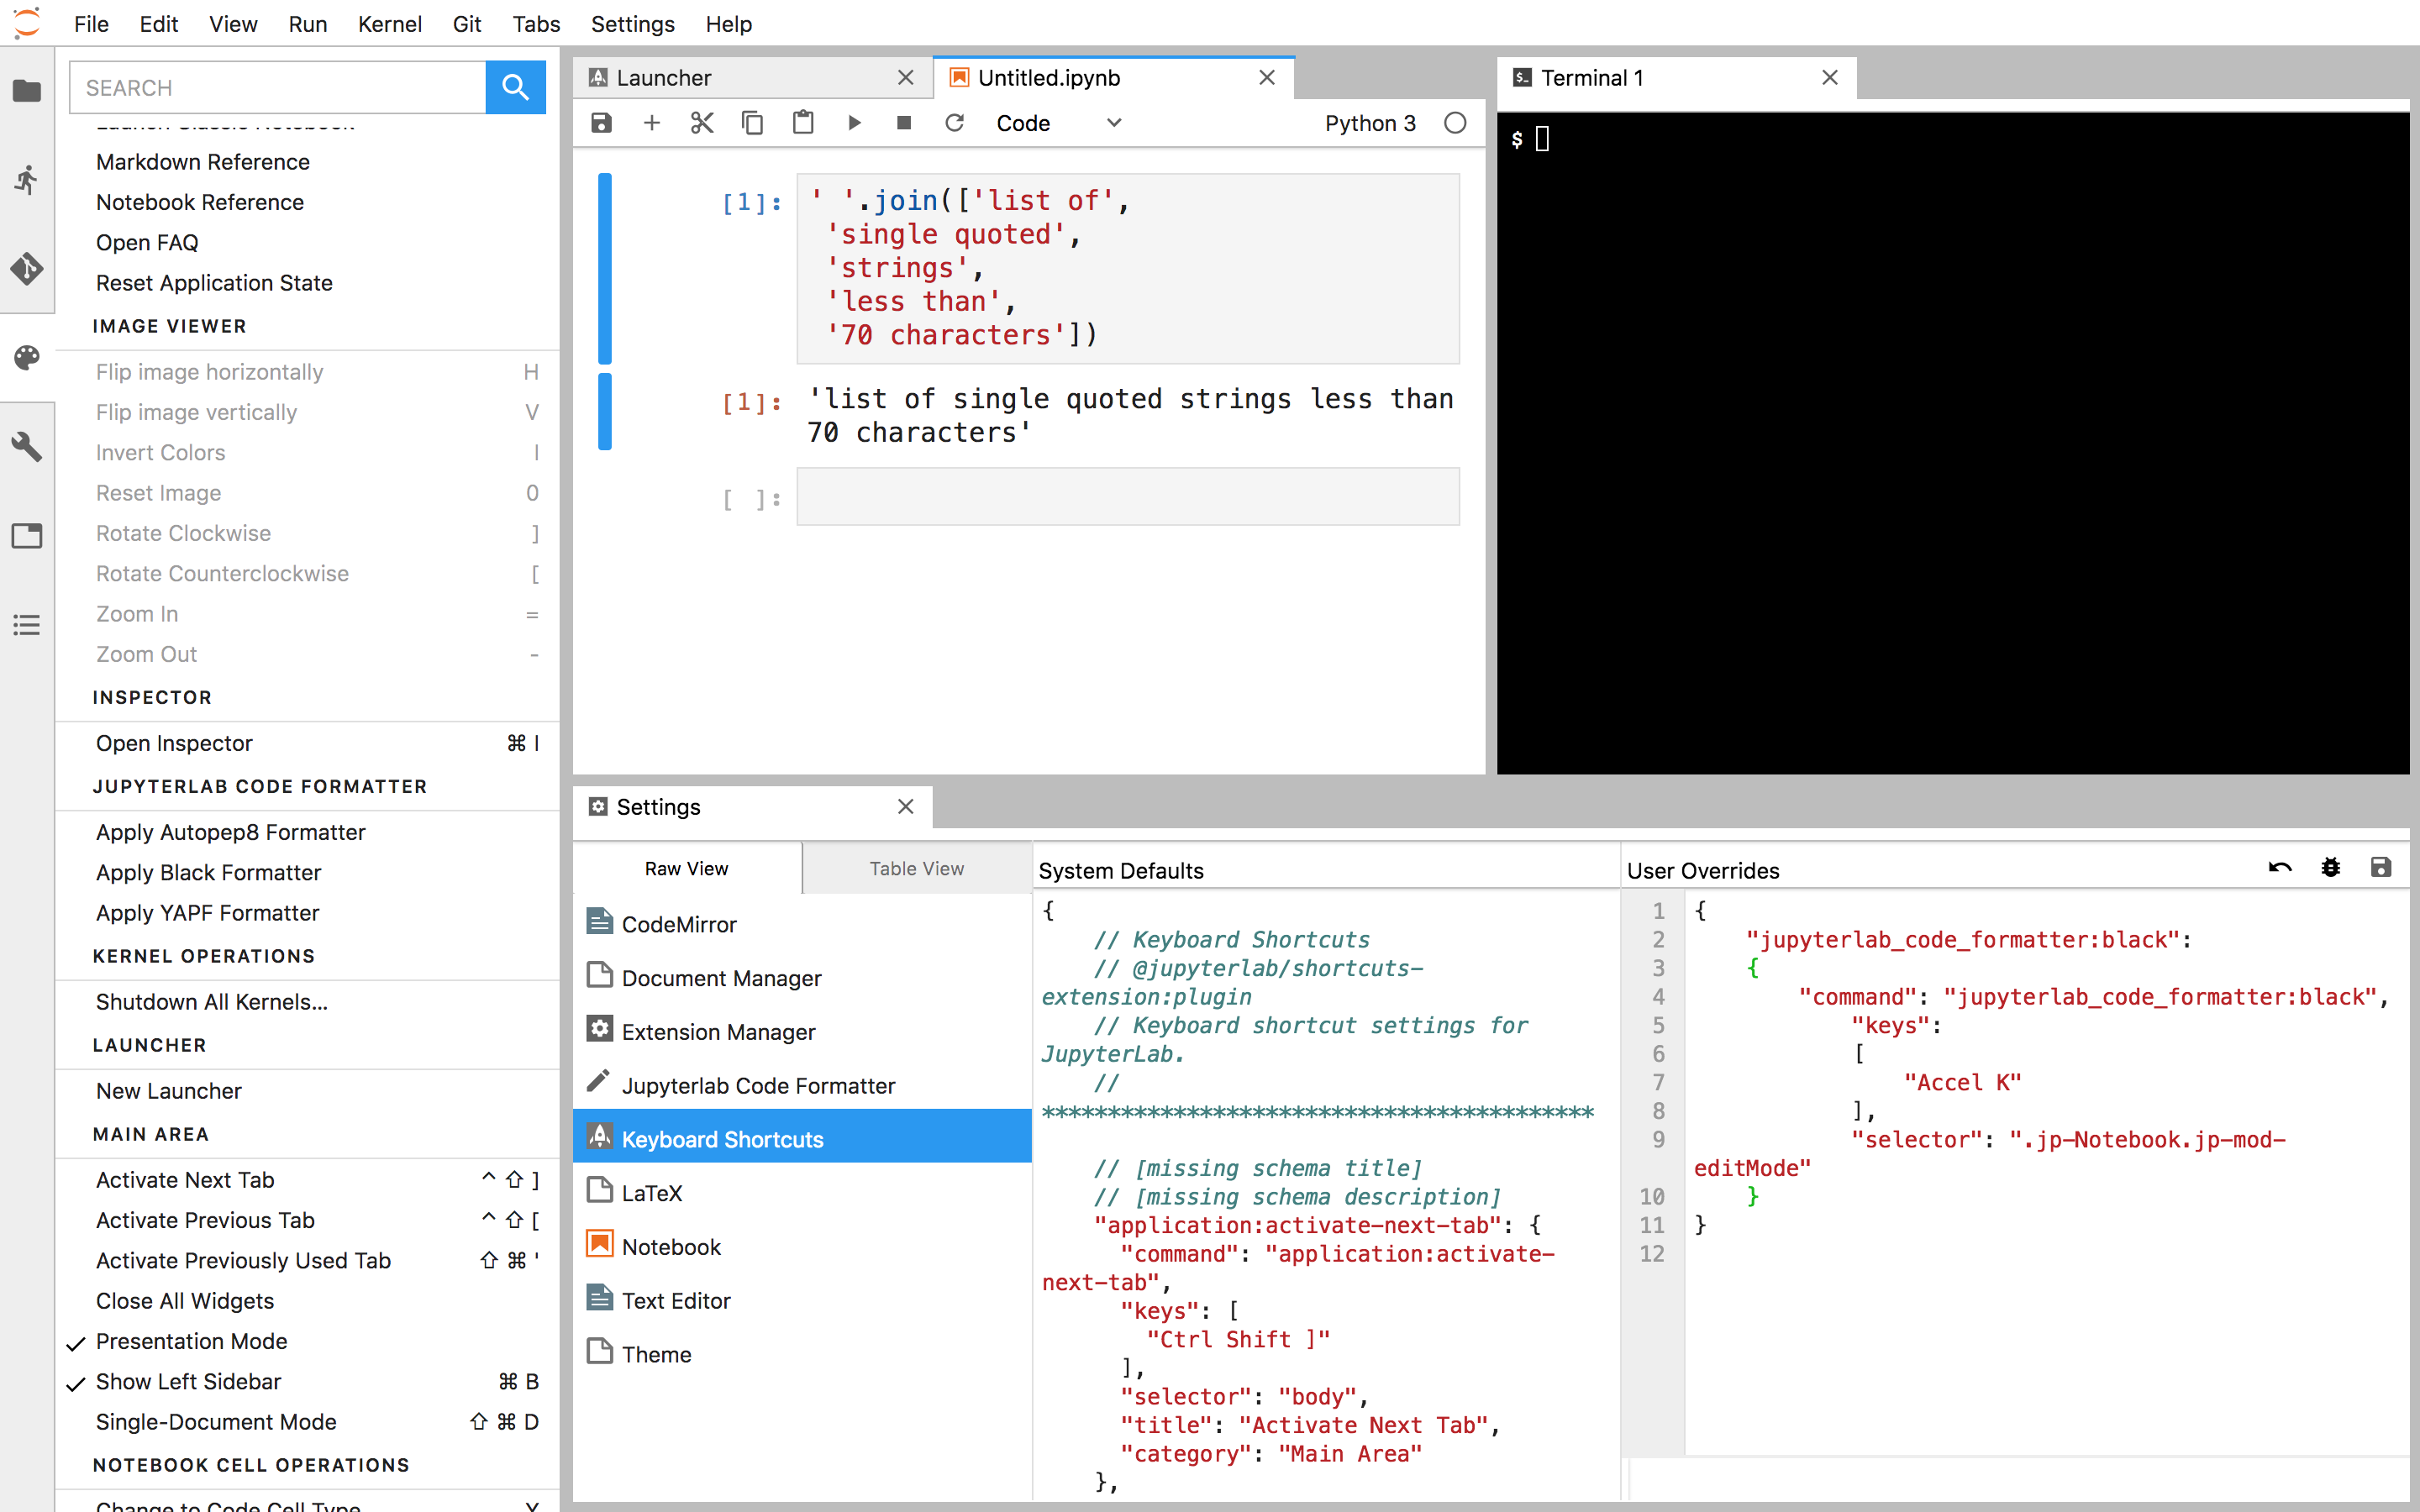 File Edit View Run Kernel Git Tabs Settings Help
SEARCH
Launch Classic Notebook
Markdown Reference
Notebook Reference
Open FAQ
Reset Application State
IMAGE VIEWER
Flip image horizontally H
Flip image vertically V
Invert Colors I
Reset Image 0
Rotate Clockwise ]
Rotate Counterclockwise [
Zoom In =
Zoom Out -
INSPECTOR
Open Inspector ⌘ I
JUPYTERLAB CODE FORMATTER
Apply Autopep8 Formatter
Apply Black Formatter
Apply YAPF Formatter
KERNEL OPERATIONS
Shutdown All Kernels...
LAUNCHER
New Launcher
MAIN AREA
Activate Next Tab ^ ⇧ ]
Activate Previous Tab ^ ⇧ [
Activate Previously Used Tab ⇧ ⌘ '
Close All Widgets
Presentation Mode
Show Left Sidebar ⌘ B
Single-Document Mode ⇧ ⌘ D
NOTEBOOK CELL OPERATIONS
Change to Code Cell Type Y
Launcher
Untitled.ipynb
Code
Python 3
[1]: ' '.join(['list of',
'single quoted',
'strings',
'less than',
'70 characters'])
[1]: 'list of single quoted strings less than
70 characters'
[ ]:
Terminal 1
$
Settings
Raw View Table View
CodeMirror
Document Manager
Extension Manager
Jupyterlab Code Formatter
Keyboard Shortcuts
LaTeX
Notebook
Text Editor
Theme
System Defaults
{
// Keyboard Shortcuts
// @jupyterlab/shortcuts-
extension:plugin
// Keyboard shortcut settings for
JupyterLab.
//
******************************************
// [missing schema title]
// [missing schema description]
"application:activate-next-tab": {
"command": "application:activate-
next-tab",
"keys": [
"Ctrl Shift ]"
],
"selector": "body",
"title": "Activate Next Tab",
"category": "Main Area"
},
User Overrides
1 {
2 "jupyterlab_code_formatter:black":
3 {
4 "command": "jupyterlab_code_formatter:black",
5 "keys":
6 [
7 "Accel K"
8 ],
9 "selector": ".jp-Notebook.jp-mod-
editMode"
10 }
11 }
12